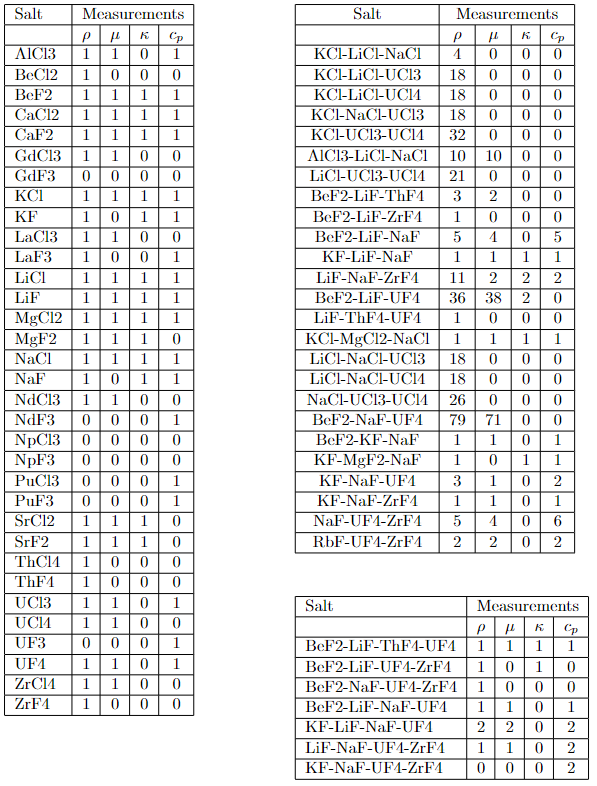 Salt Measurements
ρ μ κ c_p
AlCl3 1 1 0 1
BeCl2 1 0 0 0
BeF2 1 1 1 1
CaCl2 1 1 1 1
CaF2 1 1 1 1
GdCl3 1 1 0 0
GdF3 0 0 0 0
KCl 1 1 1 1
KF 1 0 1 1
LaCl3 1 1 0 0
LaF3 1 0 0 1
LiCl 1 1 1 1
LiF 1 1 1 1
MgCl2 1 1 1 1
MgF2 1 1 1 0
NaCl 1 1 1 1
NaF 1 0 1 1
NdCl3 1 1 0 0
NdF3 0 0 0 1
NpCl3 0 0 0 0
NpF3 0 0 0 0
PuCl3 0 0 0 1
PuF3 0 0 0 1
SrCl2 1 1 1 0
SrF2 1 1 1 0
ThCl4 1 0 0 0
ThF4 1 0 0 0
UCl3 1 1 0 1
UCl4 1 1 0 0
UF3 0 0 0 1
UF4 1 1 0 1
ZrCl4 1 1 0 0
ZrF4 1 0 0 0
Salt Measurements
ρ μ κ c_p
KCl-LiCl-NaCl 4 0 0 0
KCl-LiCl-UCl3 18 0 0 0
KCl-LiCl-UCl4 18 0 0 0
KCl-NaCl-UCl3 18 0 0 0
KCl-UCl3-UCl4 32 0 0 0
AlCl3-LiCl-NaCl 10 10 0 0
LiCl-UCl3-UCl4 21 0 0 0
BeF2-LiF-ThF4 3 2 0 0
BeF2-LiF-ZrF4 1 0 0 0
BeF2-LiF-NaF 5 4 0 5
KF-LiF-NaF 1 1 1 1
LiF-NaF-ZrF4 11 2 2 2
BeF2-LiF-UF4 36 38 2 0
LiF-ThF4-UF4 1 0 0 0
KCl-MgCl2-NaCl 1 1 1 1
LiCl-NaCl-UCl3 18 0 0 0
LiCl-NaCl-UCl4 18 0 0 0
NaCl-UCl3-UCl4 26 0 0 0
BeF2-NaF-UF4 79 71 0 0
BeF2-KF-NaF 1 1 0 1
KF-MgF2-NaF 1 0 1 1
KF-NaF-UF4 3 1 0 2
KF-NaF-ZrF4 1 1 0 1
NaF-UF4-ZrF4 5 4 0 6
RbF-UF4-ZrF4 2 2 0 2
Salt Measurements
ρ μ κ c_p
BeF2-LiF-ThF4-UF4 1 1 1 1
BeF2-LiF-UF4-ZrF4 1 0 1 0
BeF2-NaF-UF4-ZrF4 1 0 0 0
BeF2-LiF-NaF-UF4 1 1 0 1
KF-LiF-NaF-UF4 2 2 0 2
LiF-NaF-UF4-ZrF4 1 1 0 2
KF-NaF-UF4-ZrF4 0 0 0 2